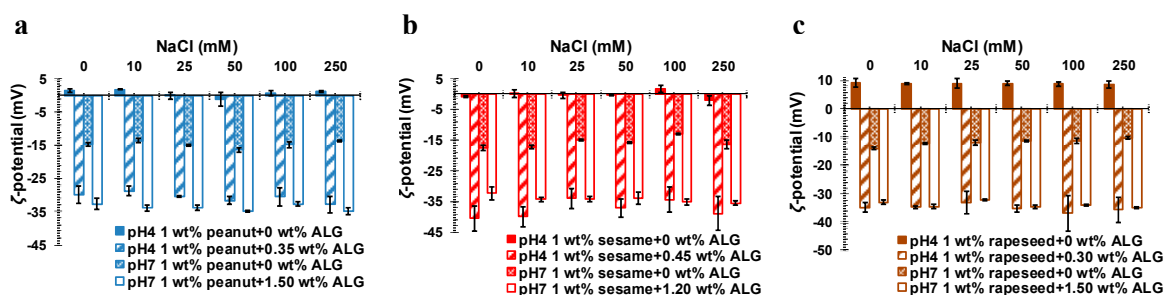 a
NaCl (mM)
0 10 25 50 100 250
5
-5
-15
-25
-35
-45
ζ-potential (mV)
pH4 1 wt% peanut+0 wt% ALG
pH4 1 wt% peanut+0.35 wt% ALG
pH7 1 wt% peanut+0 wt% ALG
pH7 1 wt% peanut+1.50 wt% ALG
b
NaCl (mM)
0 10 25 50 100 250
5
-5
-15
-25
-35
-45
ζ-potential (mV)
pH4 1 wt% sesame+0 wt% ALG
pH4 1 wt% sesame+0.45 wt% ALG
pH7 1 wt% sesame+0 wt% ALG
pH7 1 wt% sesame+1.20 wt% ALG
c
NaCl (mM)
0 10 25 50 100 250
10
0
-10
-20
-30
-40
-50
ζ-potential (mV)
pH4 1 wt% rapeseed+0 wt% ALG
pH4 1 wt% rapeseed+0.30 wt% ALG
pH7 1 wt% rapeseed+0 wt% ALG
pH7 1 wt% rapeseed+1.50 wt% ALG